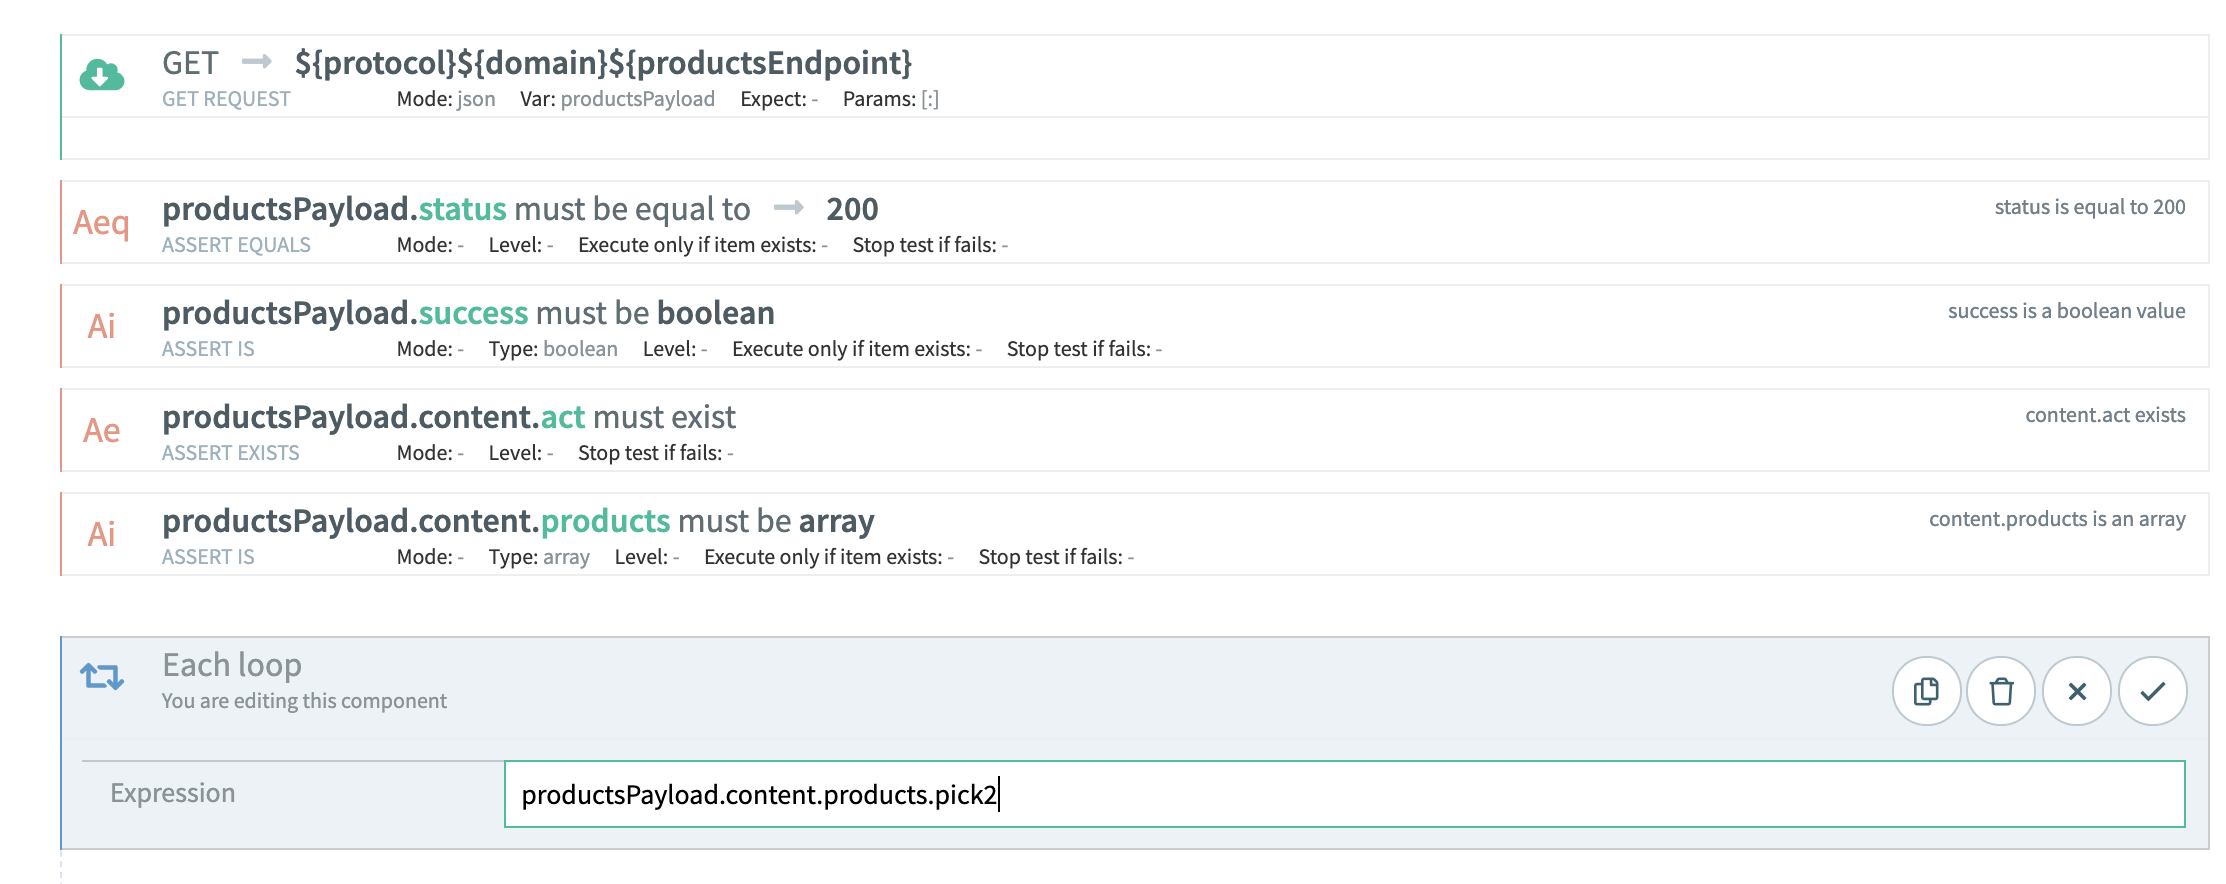 GET → ${protocol}${domain}${productsEndpoint}
GET REQUEST Mode: json Var: productsPayload Expect: - Params: [:]
Aeq productsPayload.status must be equal to → 200 status is equal to 200
ASSERT EQUALS Mode: - Level: - Execute only if item exists: - Stop test if fails: -
Ai productsPayload.success must be boolean success is a boolean value
ASSERT IS Mode: - Type: boolean Level: - Execute only if item exists: - Stop test if fails: -
Ae productsPayload.content.act must exist content.act exists
ASSERT EXISTS Mode: - Level: - Stop test if fails: -
Ai productsPayload.content.products must be array content.products is an array
ASSERT IS Mode: - Type: array Level: - Execute only if item exists: - Stop test if fails: -
Each loop
You are editing this component
Expression productsPayload.content.products.pick2